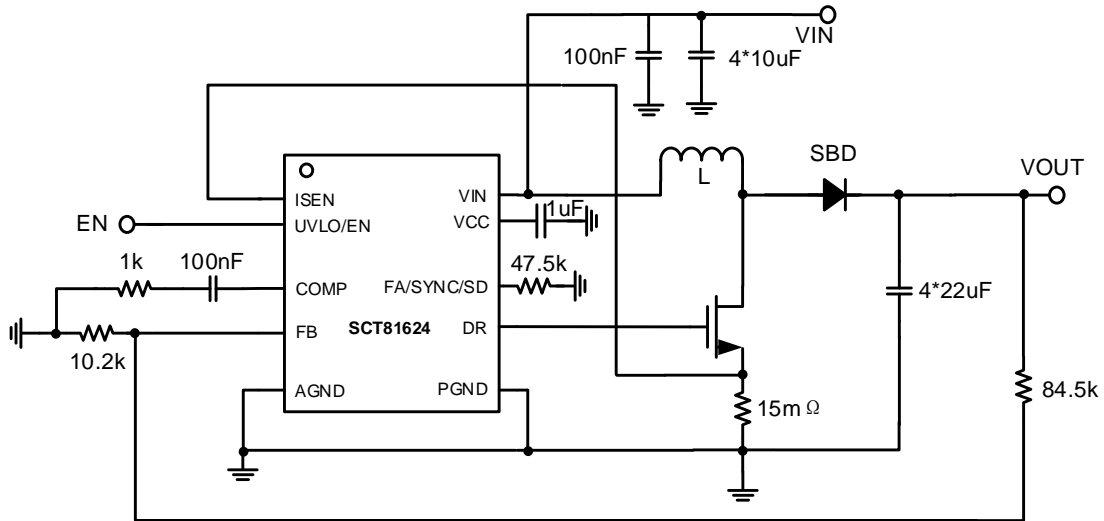 VIN
100nF
4*10uF
SBD
VOUT
L
ISEN
VIN
1uF
EN
UVLO/EN
VCC
1k
100nF
47.5k
COMP
FA/SYNC/SD
4*22uF
SCT81624
FB
DR
10.2k
AGND
PGND
84.5k
15mΩ